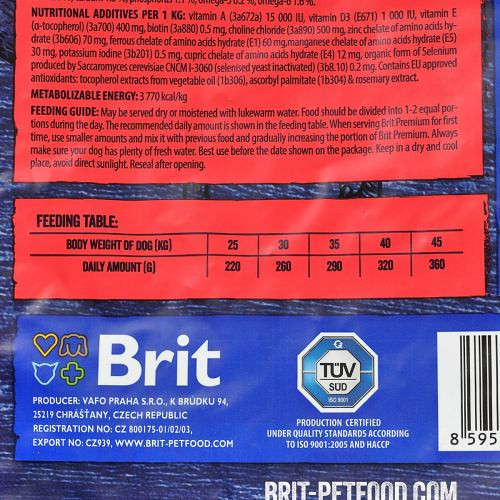 NUTRITIONAL ADDITIVES PER 1 KG: vitamin A (3a672a) 15 000 IU, vitamin D3 (E671) 1 000 IU, vitamin E
(α-tocopherol) (3a700) 400 mg, biotin (3a880) 0.5 mg, choline chloride (3a890) 500 mg, zinc chelate of amino acids hy-
drate (3b606) 70 mg, ferrous chelate of amino acids hydrate (E1) 60 mg, manganese chelate of amino acids hydrate (E5)
30 mg, potassium iodine (3b201) 0.5 mg, cupric chelate of amino acids hydrate (E4) 12 mg, organic form of Selenium
produced by Saccaromyces cerevisiae CNCM I-3060 (selenised yeast inactivated) (3b8.10) 0.2 mg. Contains EU approved
antioxidants: tocopherol extracts from vegetable oil (1b306), ascorbyl palmitate (1b304) & rosemary extract.
METABOLIZABLE ENERGY: 3 770 kcal/kg
FEEDING GUIDE: May be served dry or moistened with lukewarm water. Food should be divided into 1-2 equal por-
tions during the day. The recommended daily amount is shown in the feeding table. When serving Brit Premium for first
time, use smaller amounts and mix it with previous food and gradually increasing the portion of Brit Premium. Always
make sure your dog has plenty of fresh water. Best use before the date shown on the package. Keep in a dry and cool
place, avoid direct sunlight. Reseal after opening.
FEEDING TABLE:
BODY WEIGHT OF DOG (KG) 25 30 35 40 45
DAILY AMOUNT (G) 220 260 290 320 360
Brit
PRODUCER: VAFO PRAHA S.R.O., K BRŮDKU 94,
25219 CHRÁŠŤANY, CZECH REPUBLIC
REGISTRATION NO: CZ 800175-01/02/03,
EXPORT NO: CZ939, WWW.BRIT-PETFOOD.COM
TÜV
SÜD
ISO 9001
PRODUCTION CERTIFIED
UNDER QUALITY STANDARDS ACCORDING
TO ISO 9001:2005 AND HACCP
8 595
BRIT-PETFOOD.COM